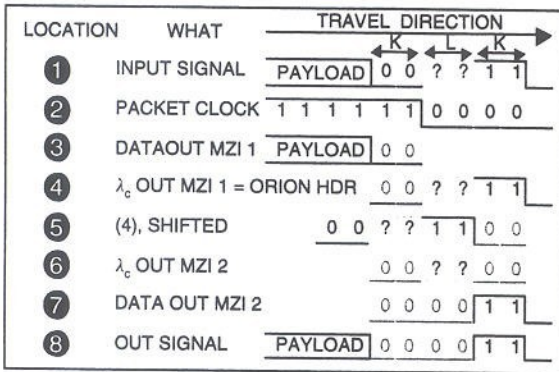 LOCATION WHAT TRAVEL DIRECTION
K L K
1 INPUT SIGNAL PAYLOAD 0 0 ? ? 1 1
2 PACKET CLOCK 1 1 1 1 1 1 0 0 0 0
3 DATAOUT MZI 1 PAYLOAD 0 0
4 λc OUT MZI 1 = ORION HDR 0 0 ? ? 1 1
5 (4), SHIFTED 0 0 ? ? 1 1 0 0
6 λc OUT MZI 2 0 0 ? ? 0 0
7 DATA OUT MZI 2 0 0 0 0 1 1
8 OUT SIGNAL PAYLOAD 0 0 0 0 1 1